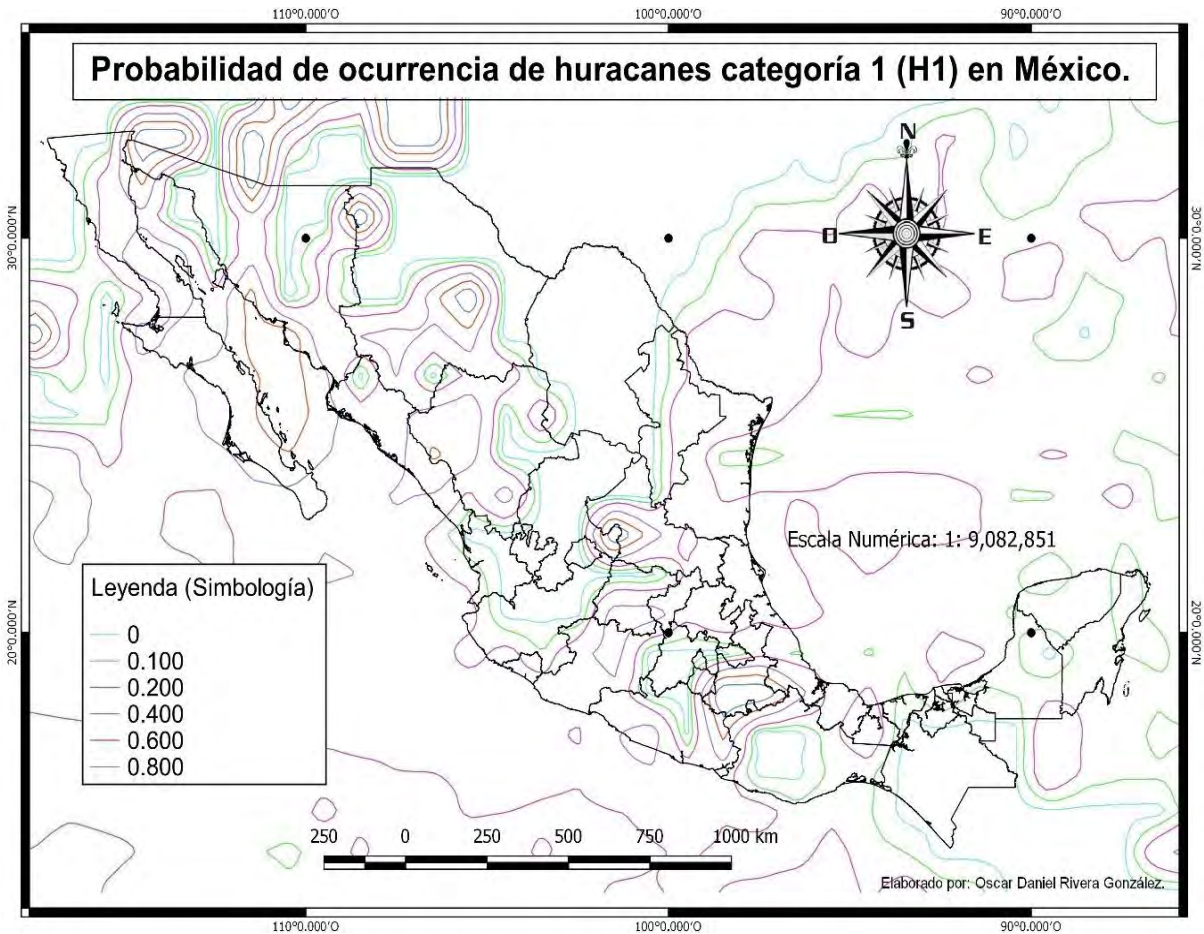 110°0.000'O 100°0.000'O 90°0.000'O
Probabilidad de ocurrencia de huracanes categoría 1 (H1) en México.
N
O E
S
30°0.000'N 30°0.000'N
Escala Numérica: 1: 9,082,851
Leyenda (Simbología)
0
0.100
0.200
0.400
0.600
0.800
20°0.000'N 20°0.000'N
250 0 250 500 750 1000 km
Elaborado por: Oscar Daniel Rivera González.
110°0.000'O 100°0.000'O 90°0.000'O